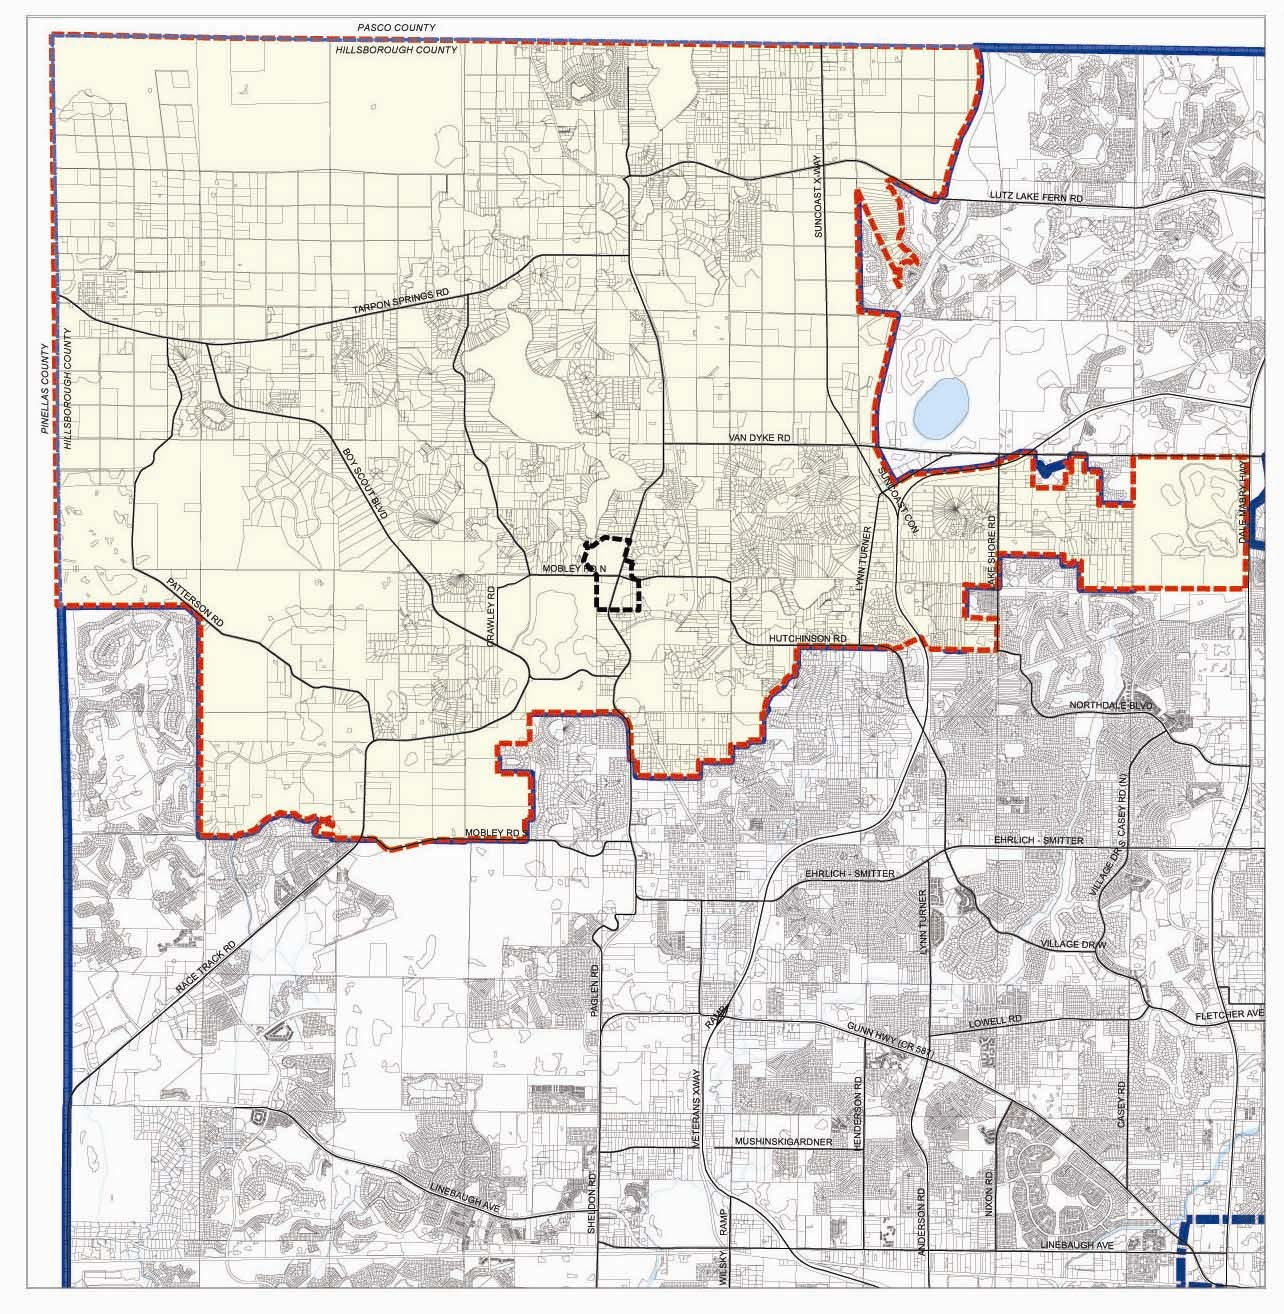 PASCO COUNTY
HILLSBOROUGH COUNTY
SUNCOAST X-WAY
LUTZ LAKE FERN RD
TARPON SPRINGS RD
PINELLAS COUNTY
HILLSBOROUGH COUNTY
VAN DYKE RD
BOY SCOUT BLVD
SUNCOAST CON.
DALE MABRY HWY
LYNN TURNER
LAKE SHORE RD
MOBLEY RD N
PATTERSON RD
CRAWLEY RD
HUTCHINSON RD
NORTHDALE BLVD
MOBLEY RD S
S. CASEY RD (N)
EHRLICH - SMITTER
EHRLICH - SMITTER
VILLAGE DR
LYNN TURNER
VILLAGE DR W
RACE TRACK RD
PAGLEN RD
RAMP
GUNN HWY (CR 587)
LOWELL RD
FLETCHER AVE
VETERANS XWAY
HENDERSON RD
CASEY RD
MUSHINSKIGARDNER
LINEBAUGH AVE
SHELDON RD
NIXON RD
ANDERSON RD
RAMP
LINEBAUGH AVE
WILSKY